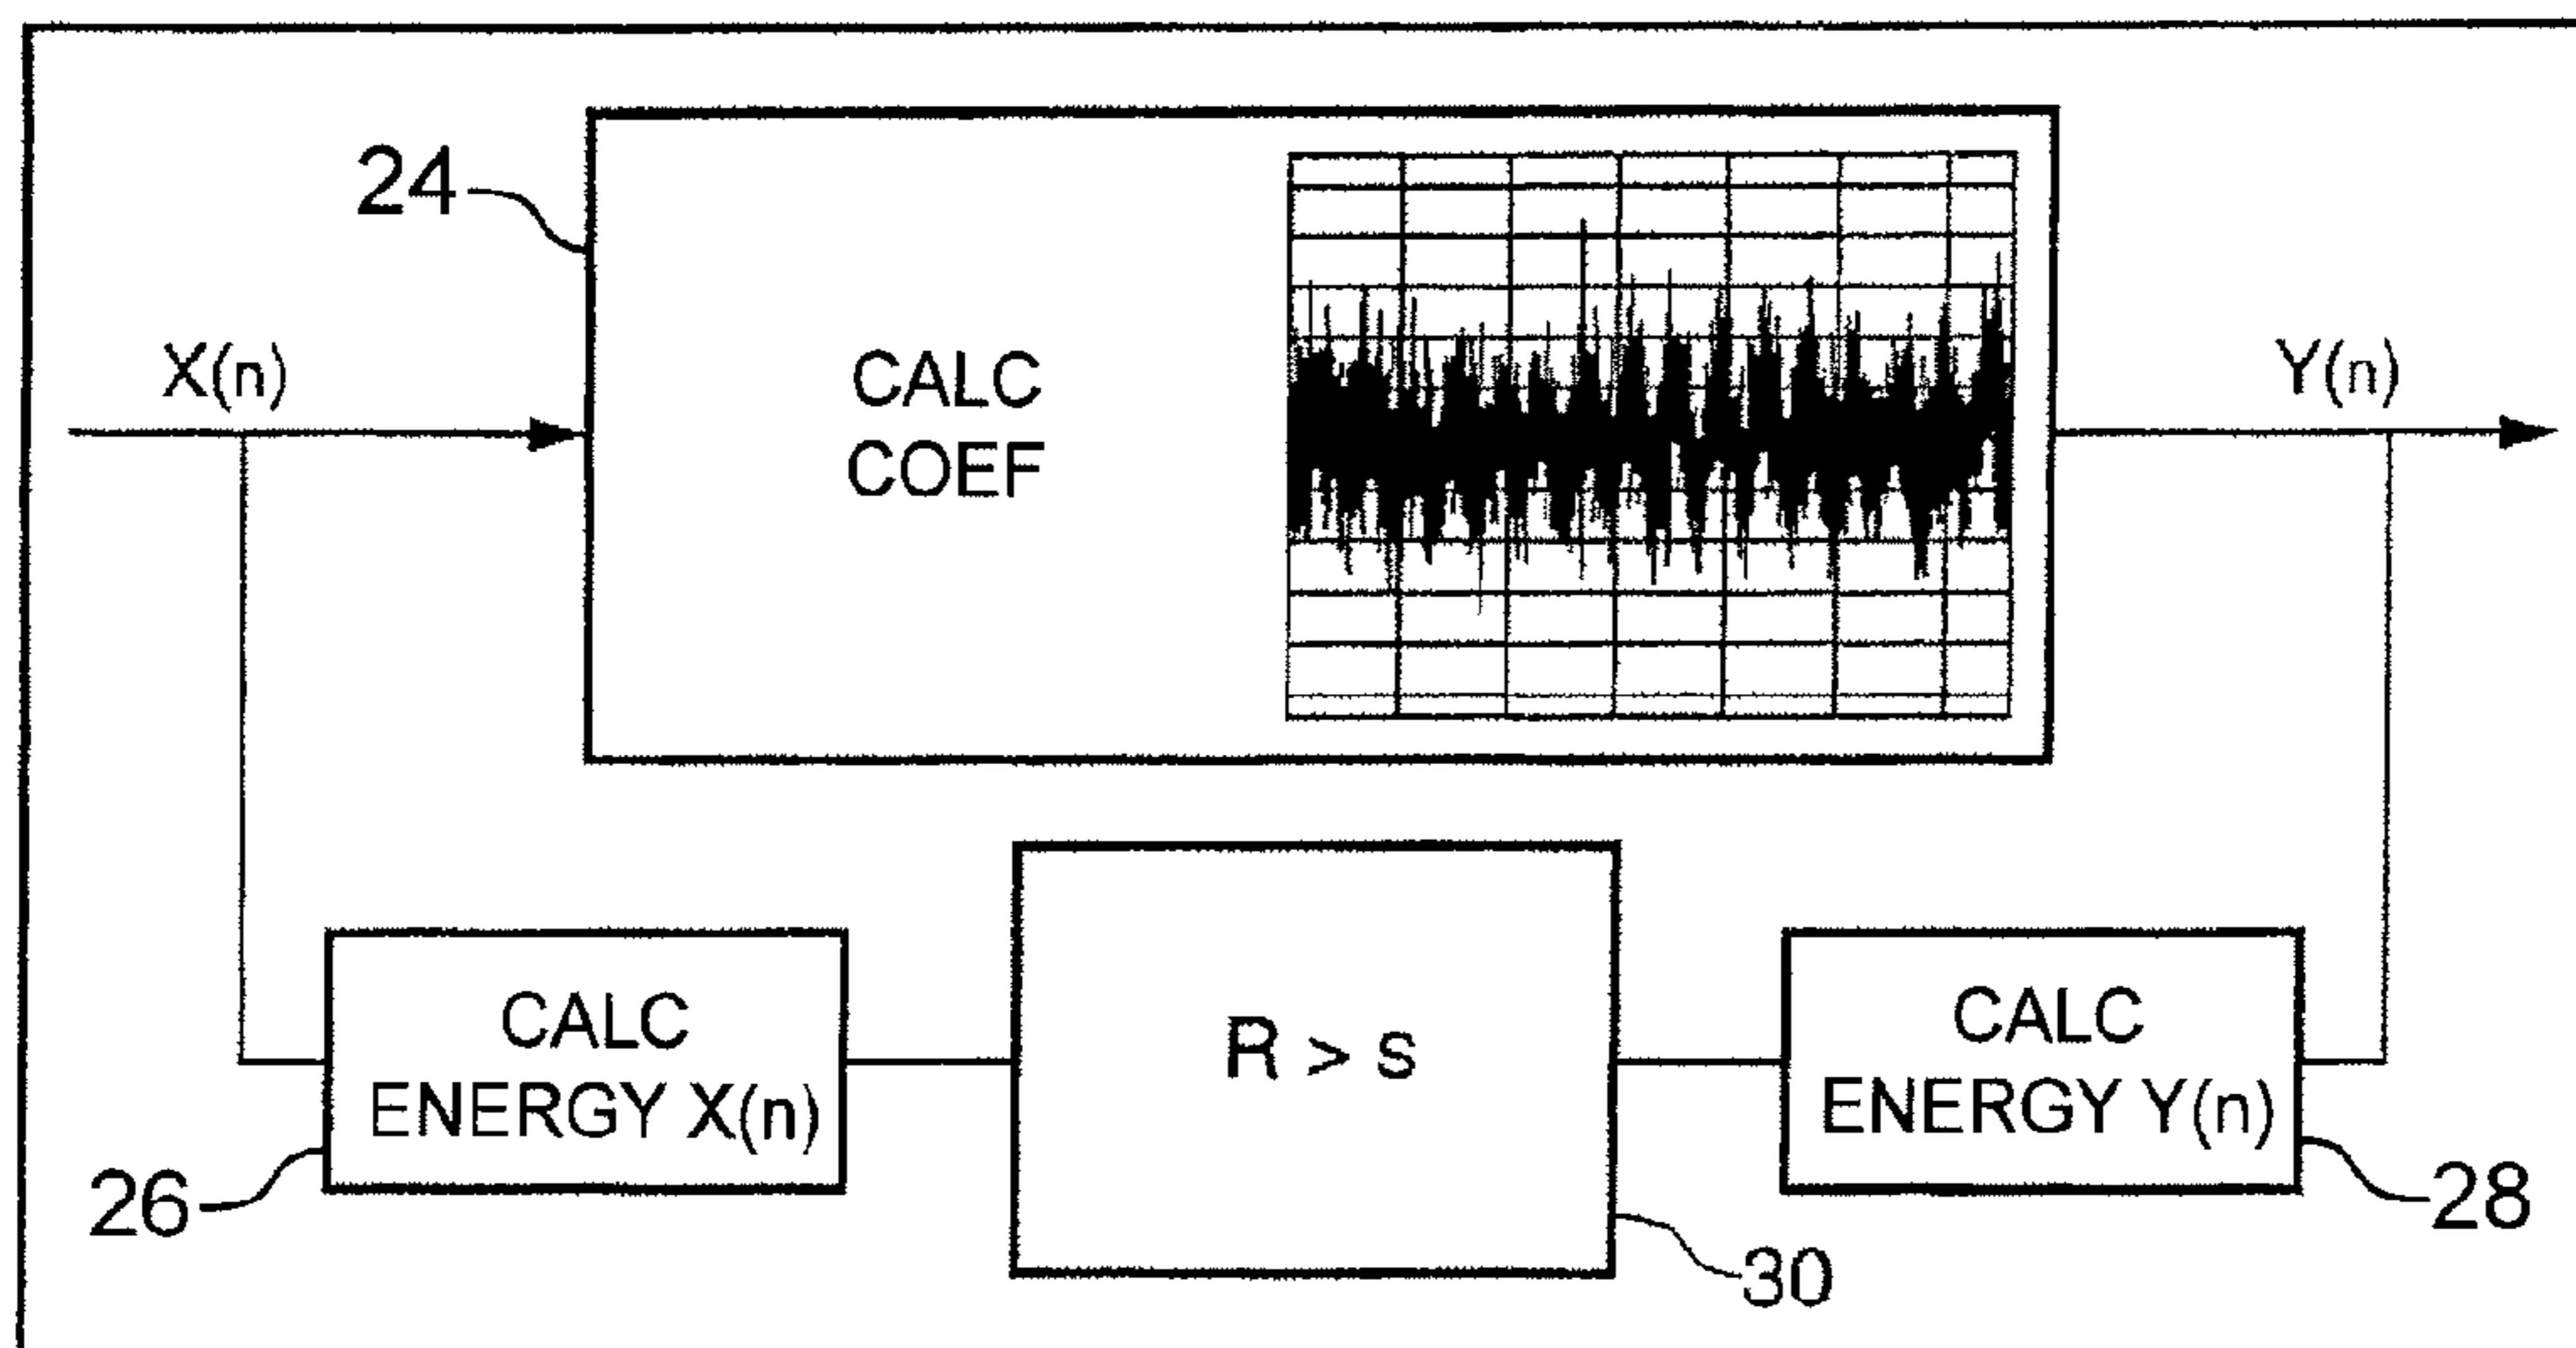 24
X(n)
CALC
COEF
Y(n)
CALC
ENERGY X(n)
R > s
CALC
ENERGY Y(n)
26
28
30